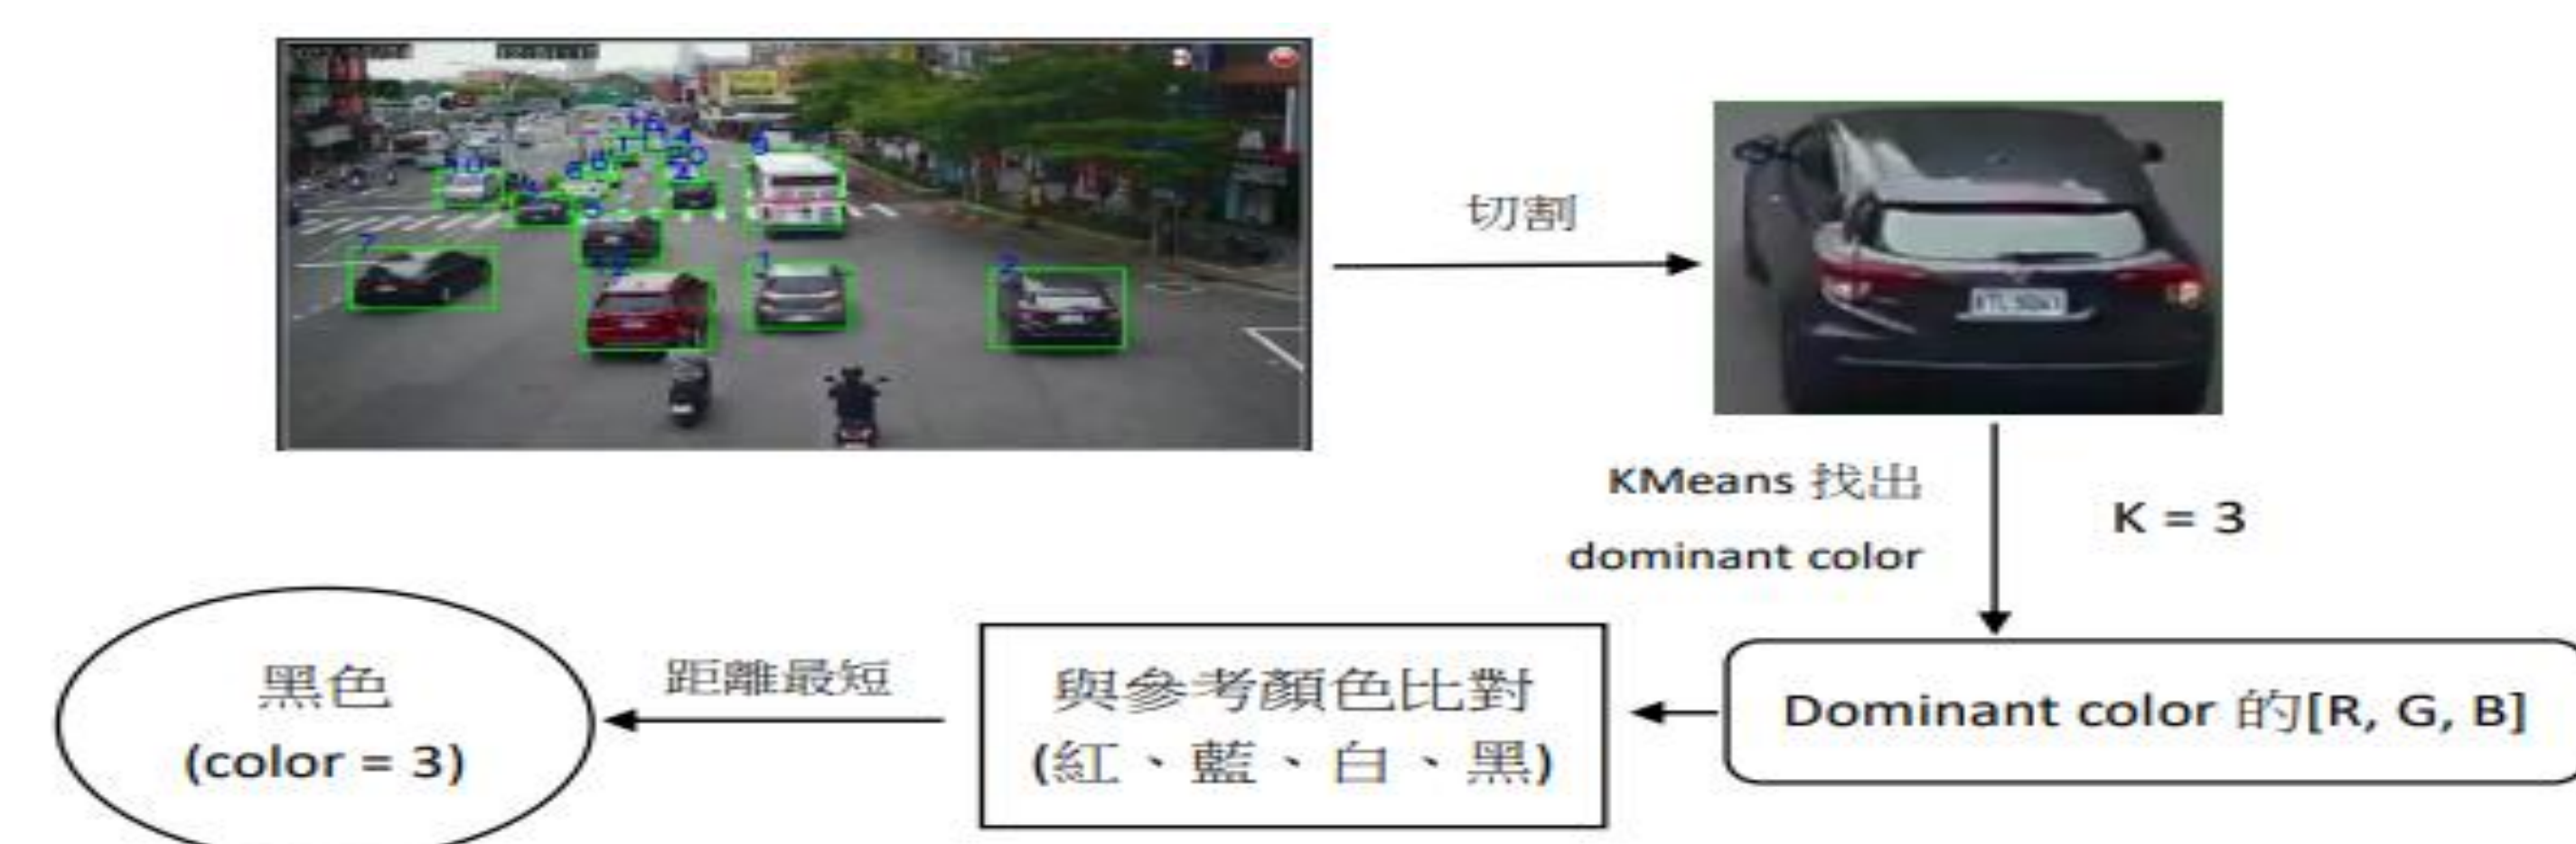 切割
KMeans 找出
dominant color
K = 3
Dominant color 的[R, G, B]
與參考顏色比對
(紅、藍、白、黑)
距離最短
黑色
(color = 3)